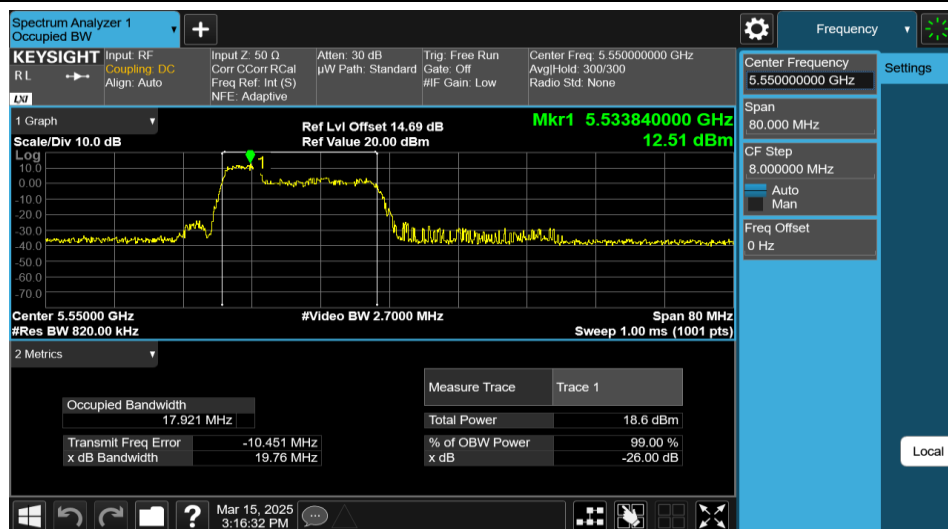 Spectrum Analyzer 1
Occupied BW
Frequency
KEYSIGHT
R L
LXI
Input: RF
Coupling: DC
Align: Auto
Input Z: 50 Ω
Corr CCorr RCal
Freq Ref: Int (S)
NFE: Adaptive
Atten: 30 dB
µW Path: Standard
Trig: Free Run
Gate: Off
#IF Gain: Low
Center Freq: 5.550000000 GHz
Avg|Hold: 300/300
Radio Std: None
Center Frequency
5.550000000 GHz
Settings
Span
80.000 MHz
CF Step
8.000000 MHz
Auto
Man
Freq Offset
0 Hz
Local
1 Graph
Scale/Div 10.0 dB
Ref Lvl Offset 14.69 dB
Ref Value 20.00 dBm
Mkr1 5.533840000 GHz
12.51 dBm
Log
10.0
0.00
-10.0
-20.0
-30.0
-40.0
-50.0
-60.0
-70.0
1
Center 5.55000 GHz
#Res BW 820.00 kHz
#Video BW 2.7000 MHz
Span 80 MHz
Sweep 1.00 ms (1001 pts)
2 Metrics
Measure Trace Trace 1
Occupied Bandwidth
17.921 MHz
Total Power 18.6 dBm
Transmit Freq Error -10.451 MHz
% of OBW Power 99.00 %
x dB Bandwidth 19.76 MHz
x dB -26.00 dB
?
Mar 15, 2025
3:16:32 PM